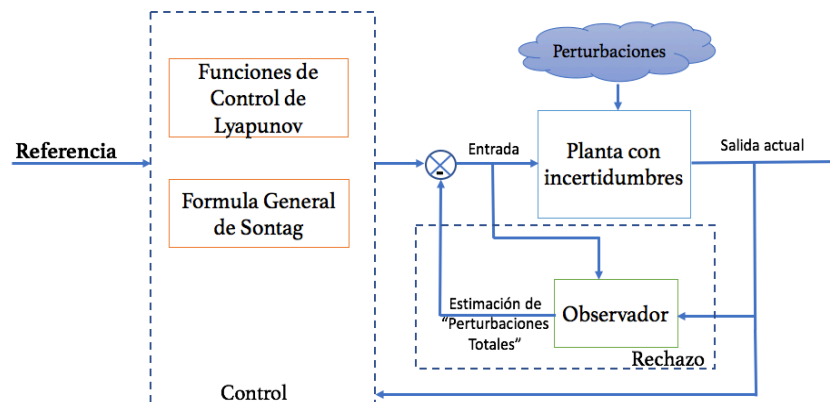 Referencia
Funciones de
Control de
Lyapunov
Formula General
de Sontag
Control
Perturbaciones
Entrada
-
Planta con
incertidumbres
Salida actual
Estimación de
“Perturbaciones
Totales”
Observador
Rechazo